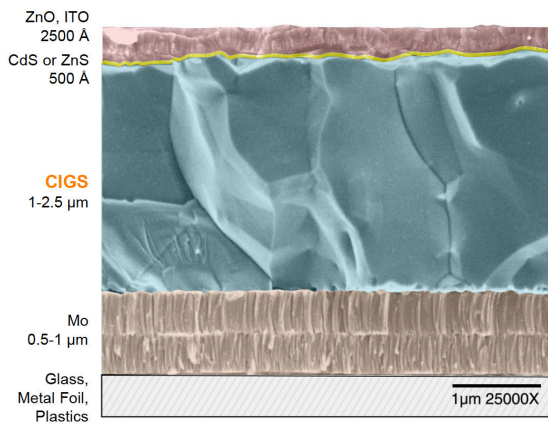 ZnO, ITO
2500 Å
CdS or ZnS
500 Å
CIGS
1-2.5 µm
Mo
0.5-1 µm
Glass,
Metal Foil,
Plastics
1µm 25000X